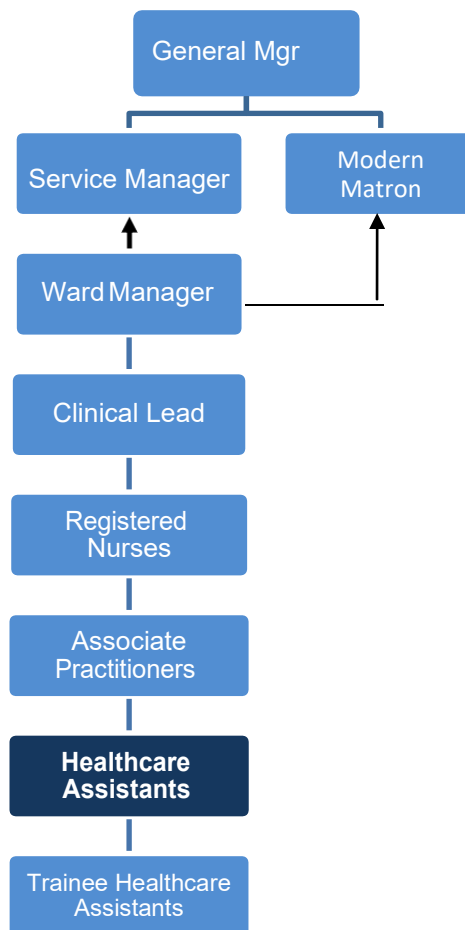 General Mgr
Service Manager
Modern
Matron
Ward Manager
Clinical Lead
Registered
Nurses
Associate
Practitioners
Healthcare
Assistants
Trainee Healthcare
Assistants